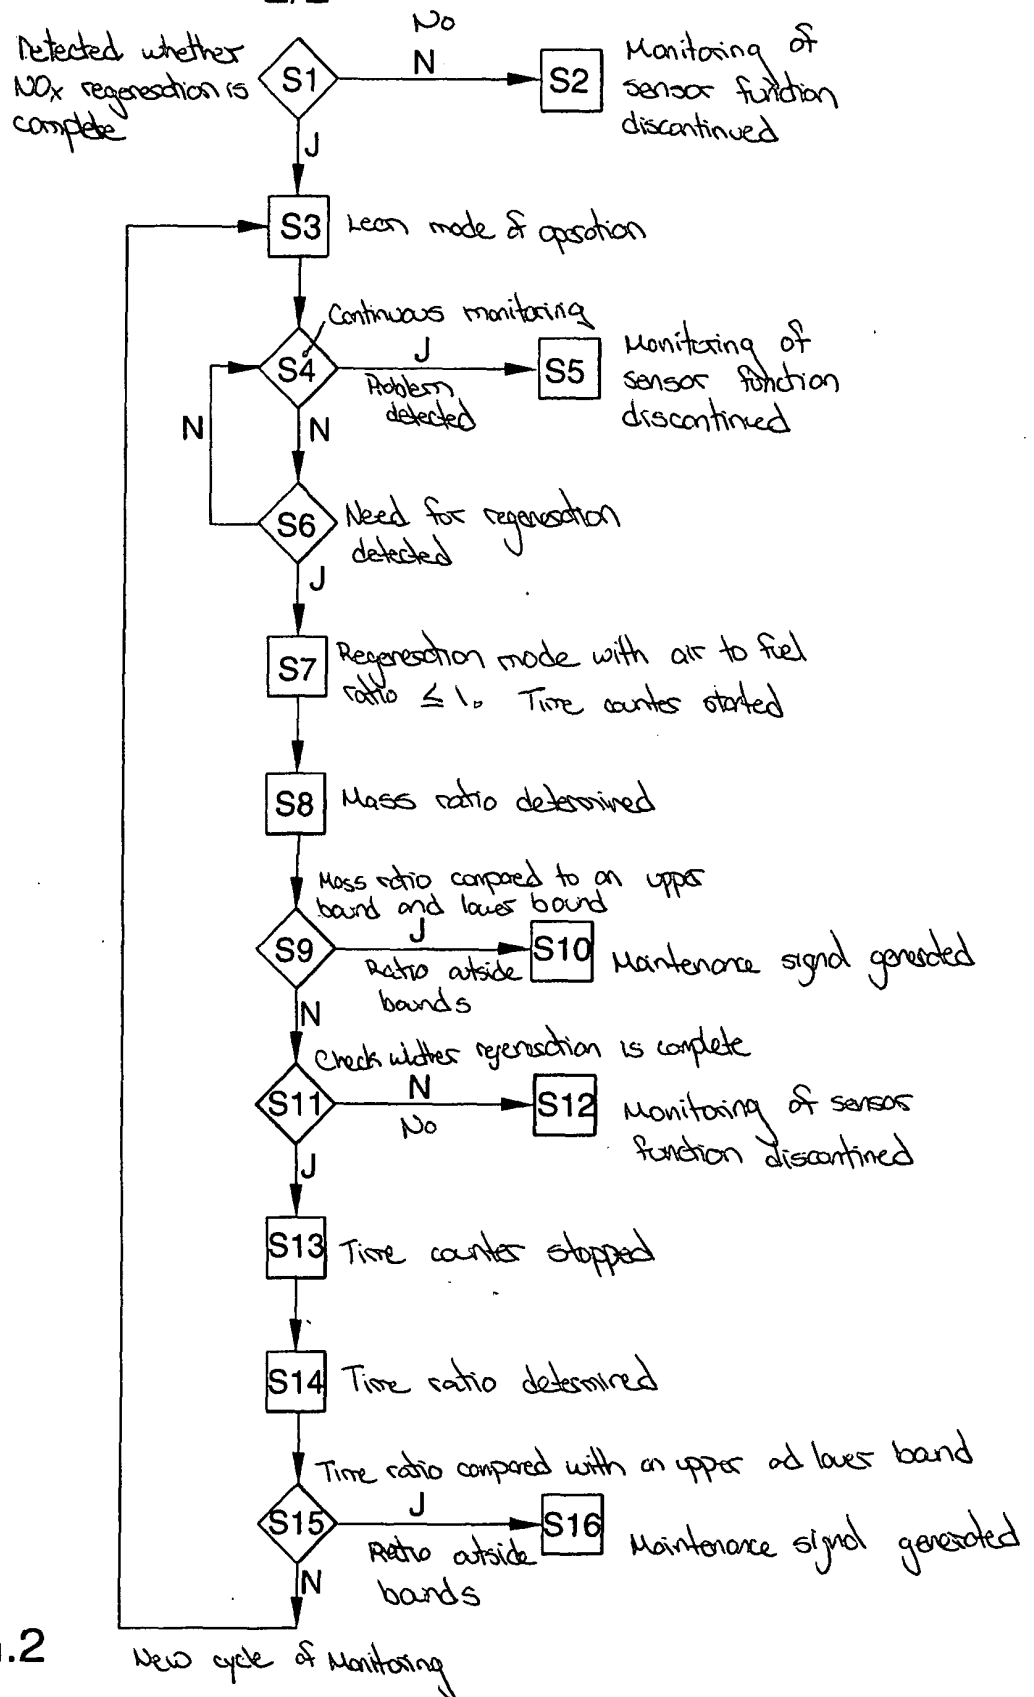 No
Detected whether
NOx regeneration is
complete
S1
N
S2
Monitoring of
sensor function
discontinued
J
S3
Lean mode of operation
Continuous monitoring
S4
J
Problem
detected
S5
Monitoring of
sensor function
discontinued
N
N
S6
Need for regeneration
detected
J
S7
Regeneration mode with air to fuel
ratio ≤ 1. Time counter started
S8
Mass ratio determined
Mass ratio compared to an upper
bound and lower bound
S9
J
Ratio outside
bounds
S10
Maintenance signal generated
N
Check wether regeneration is complete
S11
N
No
S12
Monitoring of sensor
function discontined
J
S13
Time counter stopped
S14
Time ratio determined
Time ratio compared with an upper ad lower bound
S15
J
Ratio outside
bounds
S16
Maintenance signal generated
N
.2
New cycle of Monitoring